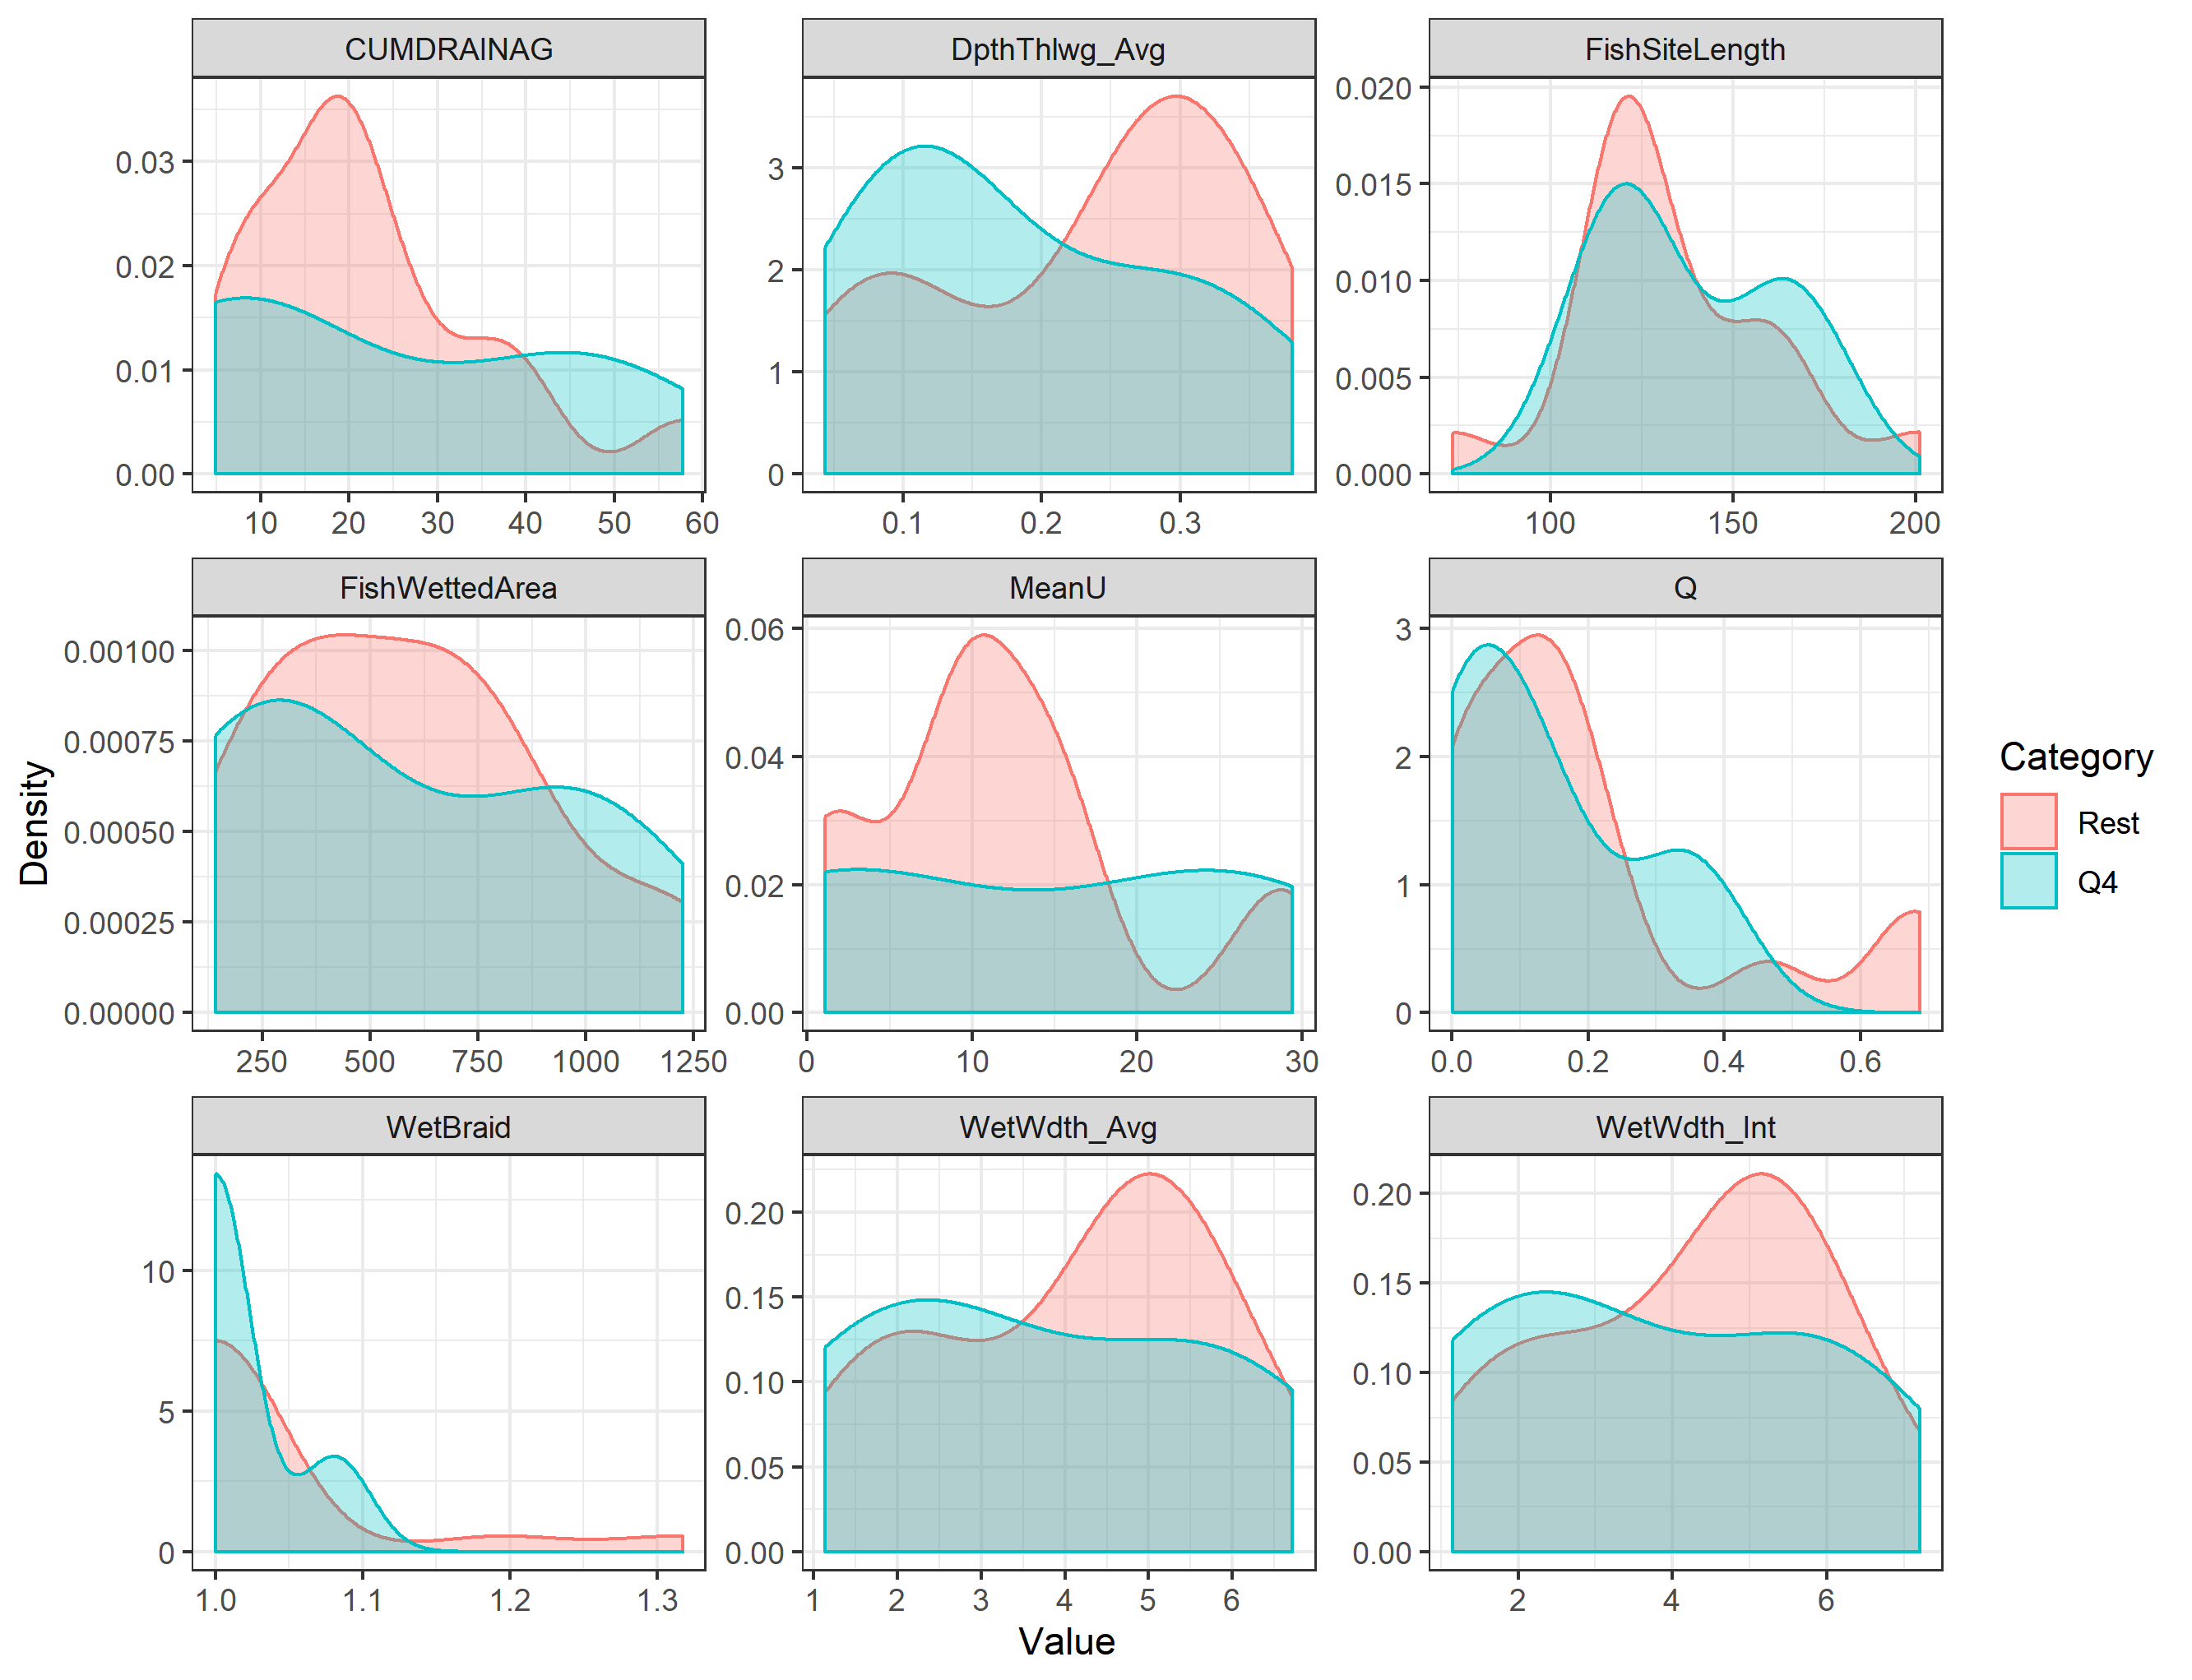 CUMDRAINAG DpthThlwg_Avg FishSiteLength
0.03
0.02
0.01
0.00
10 20 30 40 50 60
3
2
1
0
0.1 0.2 0.3
0.020
0.015
0.010
0.005
0.000
100 150 200
FishWettedArea MeanU Q
0.00100
0.00075
0.00050
0.00025
0.00000
250 500 750 1000 1250
0.06
0.04
0.02
0.00
0 10 20 30
3
2
1
0
0.0 0.2 0.4 0.6
WetBraid WetWdth_Avg WetWdth_Int
10
5
0
1.0 1.1 1.2 1.3
0.20
0.15
0.10
0.05
0.00
1 2 3 4 5 6
0.20
0.15
0.10
0.05
0.00
2 4 6
Density
Value
Category
Rest
Q4